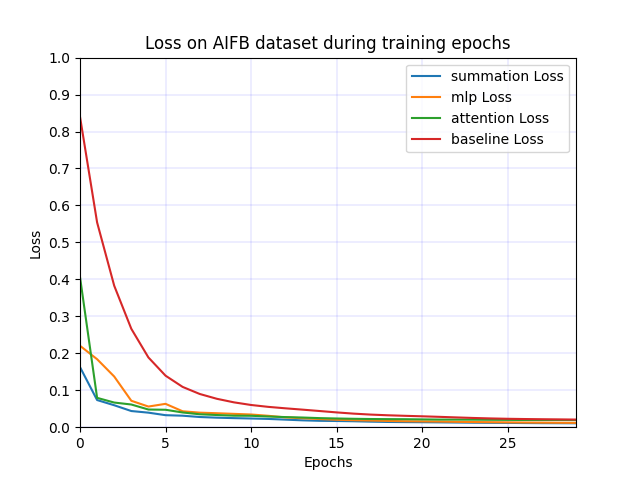 Loss on AIFB dataset during training epochs
1.0
0.9
0.8
0.7
0.6
0.5
0.4
0.3
0.2
0.1
0.0
Loss
summation Loss
mlp Loss
attention Loss
baseline Loss
0 5 10 15 20 25
Epochs